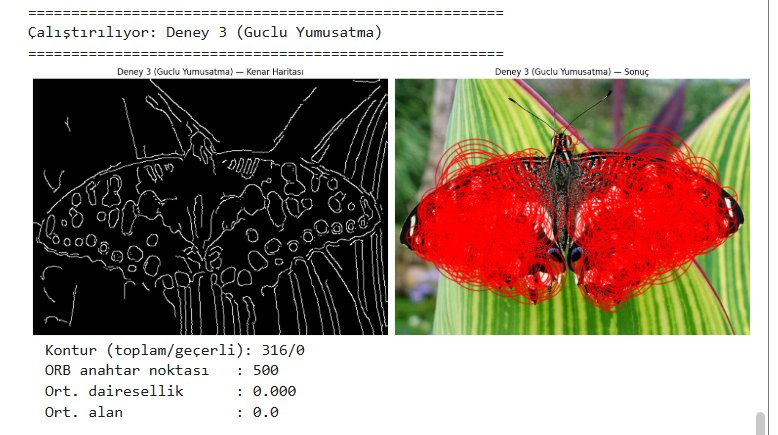 =====================================================
Çalıştırılıyor: Deney 3 (Guclu Yumusatma)
=====================================================
Deney 3 (Guclu Yumusatma) — Kenar Haritası
Deney 3 (Guclu Yumusatma) — Sonuç
Kontur (toplam/geçerli): 316/0
ORB anahtar noktası   : 500
Ort. dairesellik      : 0.000
Ort. alan             : 0.0